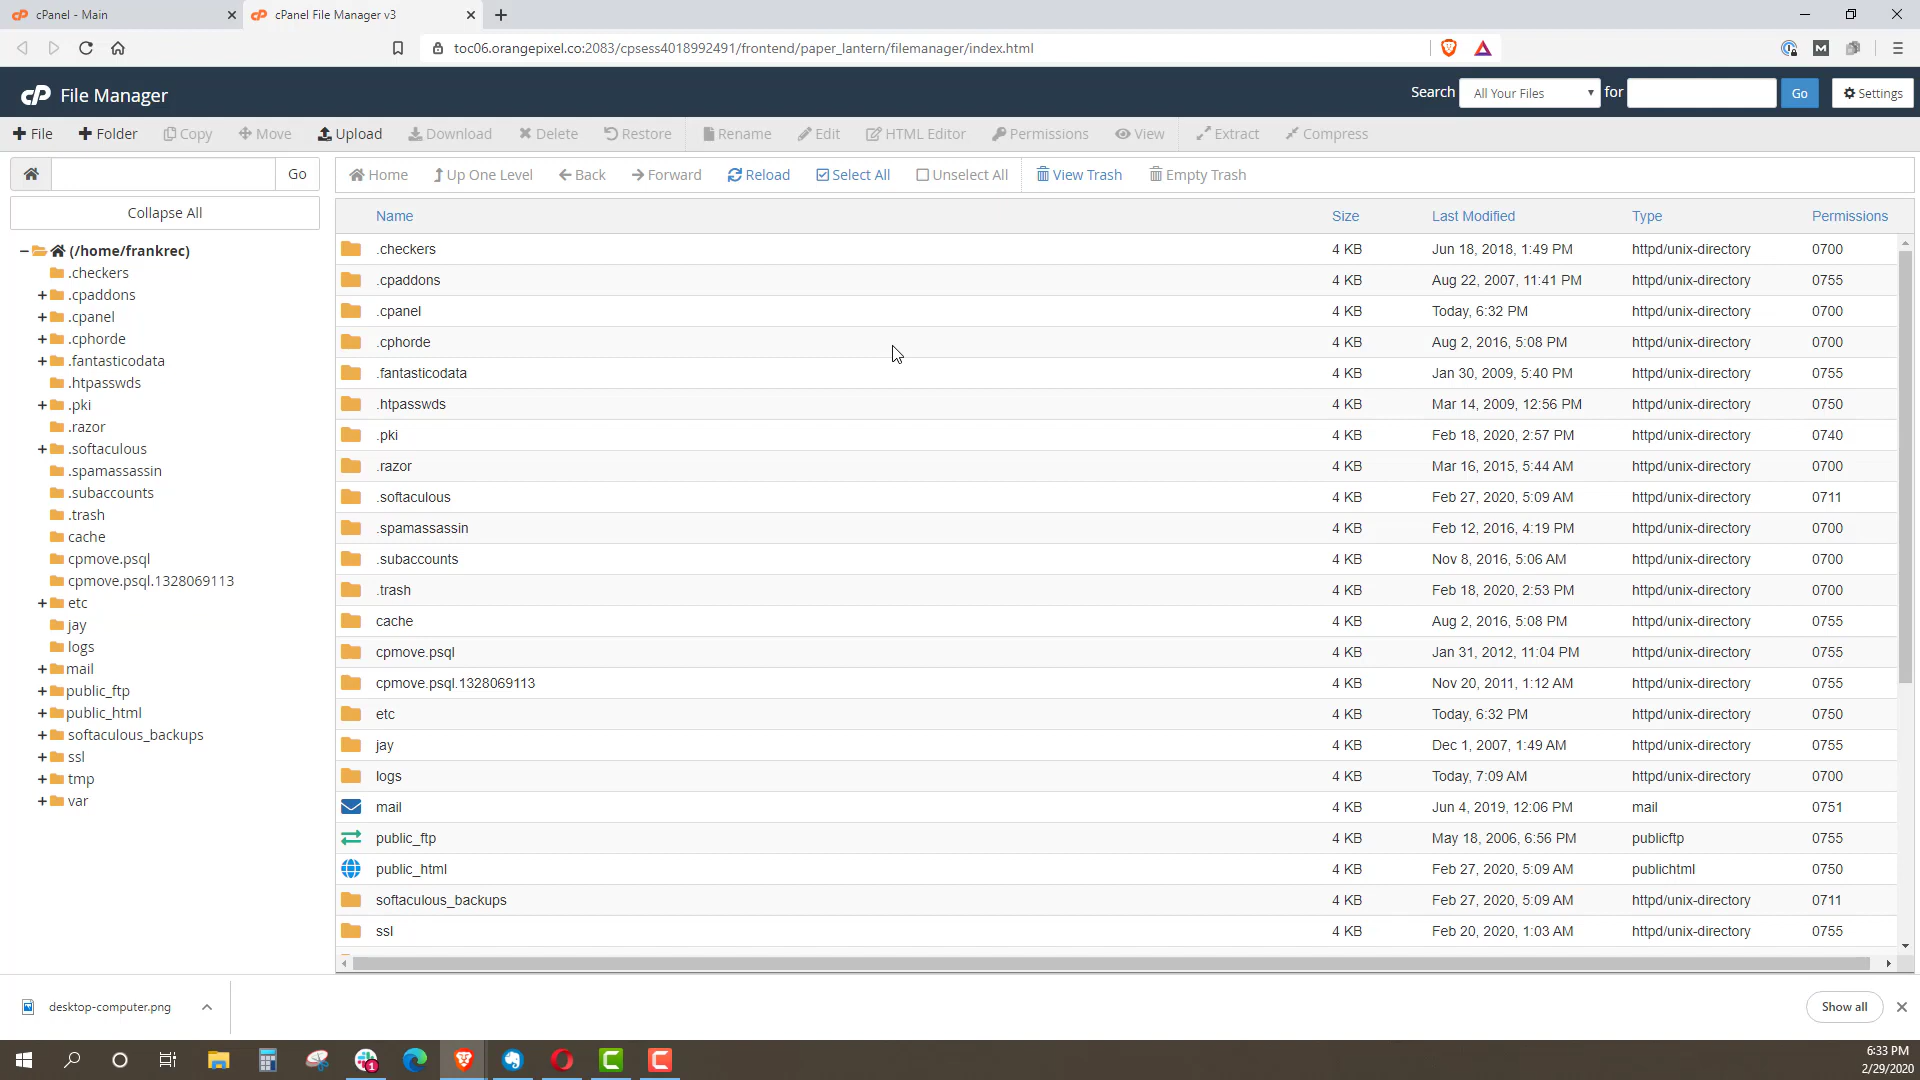 cPanel - Main
cPanel File Manager v3
toc06.orangepixel.co:2083/cpsess4018992491/frontend/paper_lantern/filemanager/index.html
cP File Manager
Search All Your Files for Go Settings
File Folder Copy Move Upload Download Delete Restore Rename Edit HTML Editor Permissions View Extract Compress
Go
Home Up One Level Back Forward Reload Select All Unselect All View Trash Empty Trash
Collapse All
(/home/frankrec)
.checkers
.cpaddons
.cpanel
.cphorde
.fantasticodata
.htpasswds
.pki
.razor
.softaculous
.spamassassin
.subaccounts
.trash
cache
cpmove.psql
cpmove.psql.1328069113
etc
jay
logs
mail
public_ftp
public_html
softaculous_backups
ssl
tmp
var
Name Size Last Modified Type Permissions
.checkers 4 KB Jun 18, 2018, 1:49 PM httpd/unix-directory 0700
.cpaddons 4 KB Aug 22, 2007, 11:41 PM httpd/unix-directory 0755
.cpanel 4 KB Today, 6:32 PM httpd/unix-directory 0700
.cphorde 4 KB Aug 2, 2016, 5:08 PM httpd/unix-directory 0700
.fantasticodata 4 KB Jan 30, 2009, 5:40 PM httpd/unix-directory 0755
.htpasswds 4 KB Mar 14, 2009, 12:56 PM httpd/unix-directory 0750
.pki 4 KB Feb 18, 2020, 2:57 PM httpd/unix-directory 0740
.razor 4 KB Mar 16, 2015, 5:44 AM httpd/unix-directory 0700
.softaculous 4 KB Feb 27, 2020, 5:09 AM httpd/unix-directory 0711
.spamassassin 4 KB Feb 12, 2016, 4:19 PM httpd/unix-directory 0700
.subaccounts 4 KB Nov 8, 2016, 5:06 AM httpd/unix-directory 0700
.trash 4 KB Feb 18, 2020, 2:53 PM httpd/unix-directory 0700
cache 4 KB Aug 2, 2016, 5:08 PM httpd/unix-directory 0755
cpmove.psql 4 KB Jan 31, 2012, 11:04 PM httpd/unix-directory 0755
cpmove.psql.1328069113 4 KB Nov 20, 2011, 1:12 AM httpd/unix-directory 0755
etc 4 KB Today, 6:32 PM httpd/unix-directory 0750
jay 4 KB Dec 1, 2007, 1:49 AM httpd/unix-directory 0755
logs 4 KB Today, 7:09 AM httpd/unix-directory 0700
mail 4 KB Jun 4, 2019, 12:06 PM mail 0751
public_ftp 4 KB May 18, 2006, 6:56 PM publicftp 0755
public_html 4 KB Feb 27, 2020, 5:09 AM publichtml 0750
softaculous_backups 4 KB Feb 27, 2020, 5:09 AM httpd/unix-directory 0711
ssl 4 KB Feb 20, 2020, 1:03 AM httpd/unix-directory 0755
desktop-computer.png
Show all
6:33 PM
2/29/2020